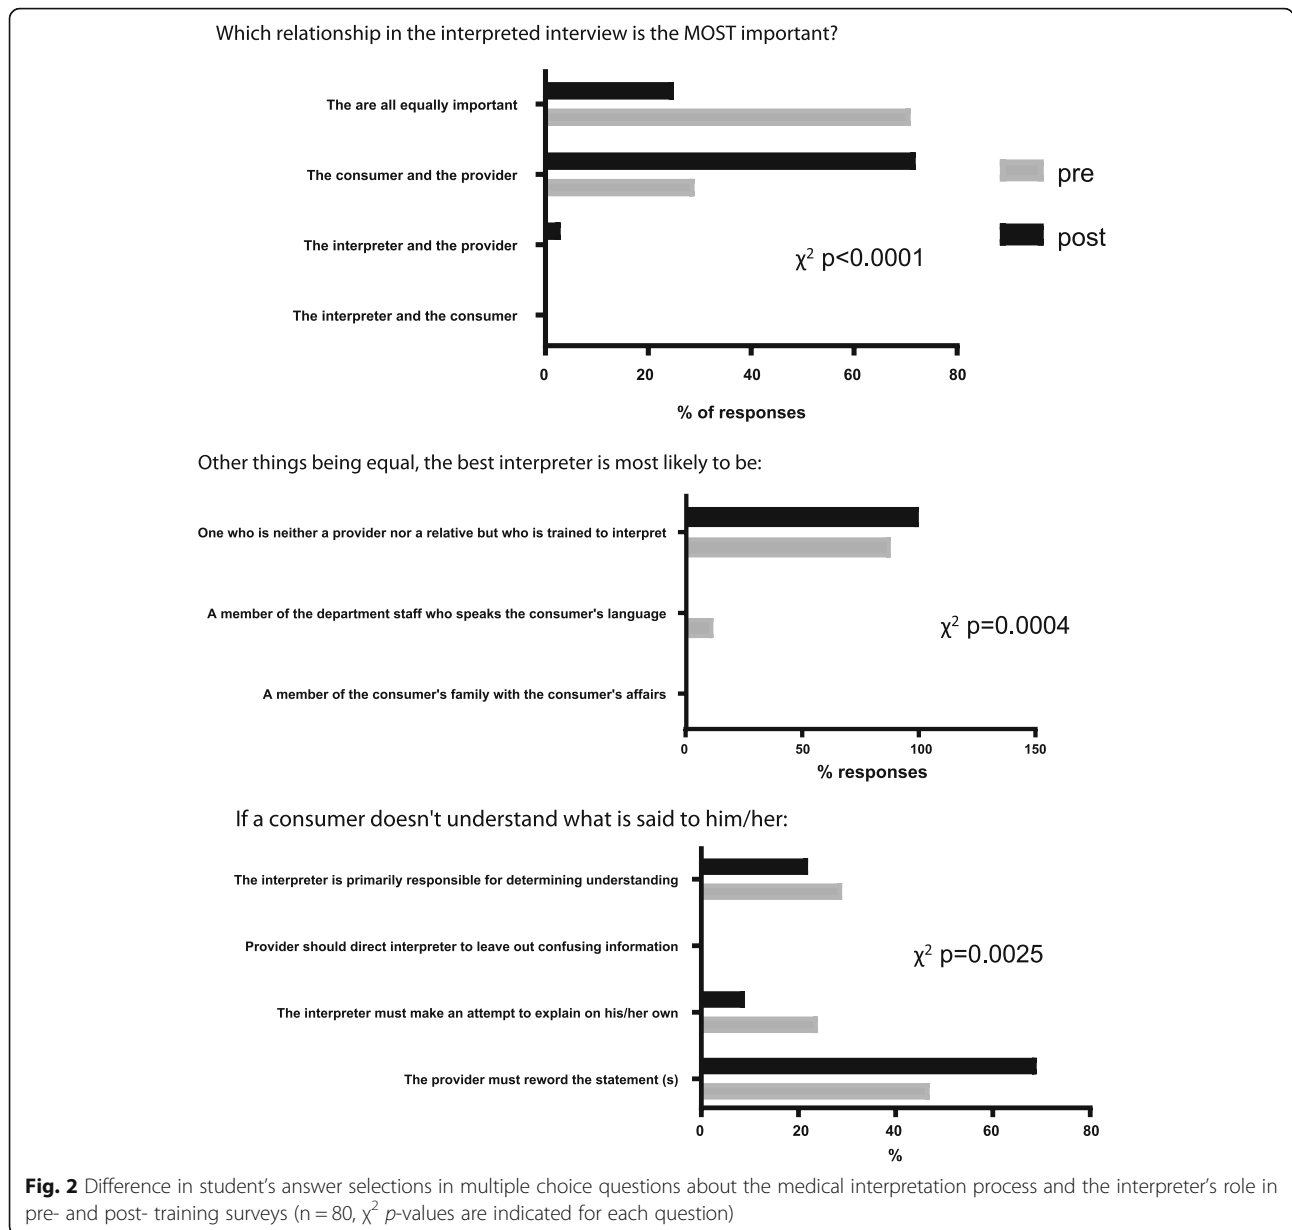 Which relationship in the interpreted interview is the MOST important?
The are all equally important
The consumer and the provider
The interpreter and the provider
The interpreter and the consumer
pre
post
χ² p<0.0001
0 20 40 60 80
% of responses
Other things being equal, the best interpreter is most likely to be:
One who is neither a provider nor a relative but who is trained to interpret
A member of the department staff who speaks the consumer's language
A member of the consumer's family with the consumer's affairs
χ² p=0.0004
0 50 100 150
% responses
If a consumer doesn't understand what is said to him/her:
The interpreter is primarily responsible for determining understanding
Provider should direct interpreter to leave out confusing information
The interpreter must make an attempt to explain on his/her own
The provider must reword the statement (s)
χ² p=0.0025
0 20 40 60 80
%
Fig. 2 Difference in student's answer selections in multiple choice questions about the medical interpretation process and the interpreter's role in
pre- and post- training surveys (n = 80, χ² p-values are indicated for each question)